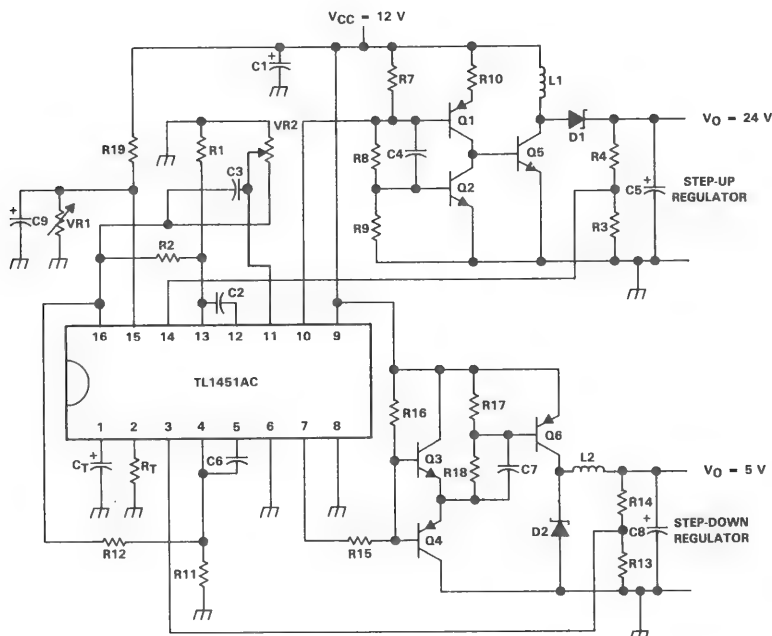 VCC = 12 V
C1
R7
R10
L1
Q1
D1
VO = 24 V
R19
R1
VR2
R8
C4
Q5
R4
C3
Q2
C5
STEP-UP
REGULATOR
C9
VR1
R9
R3
R2
C2
16 15 14 13 12 11 10 9
TL1451AC
1 2 3 4 5 6 7 8
R16
R17
Q6
CT
RT
C6
Q3
R18
C7
L2
VO = 5 V
R14
R12
R15
Q4
D2
C8
STEP-DOWN
REGULATOR
R11
R13